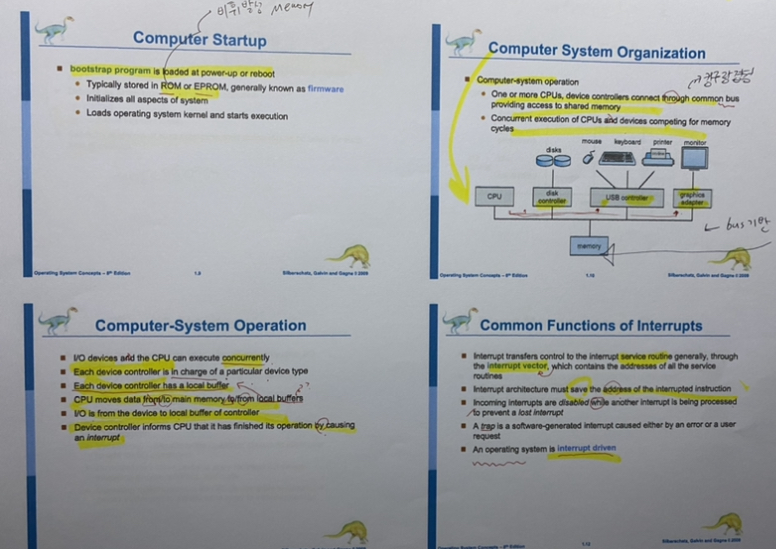 비휘발성 Memory
Computer Startup
bootstrap program is loaded at power-up or reboot
Typically stored in ROM or EPROM, generally known as firmware
Initializes all aspects of system
Loads operating system kernel and starts execution
Operating System Concepts – 8th Edition
1.9
Silberschatz, Galvin and Gagne © 2009
Computer System Organization
Computer-system operation
One or more CPUs, device controllers connect through common bus
providing access to shared memory
Concurrent execution of CPUs and devices competing for memory
cycles
disks
mouse
keyboard
printer
monitor
CPU
disk
controller
USB controller
graphics
adapter
bus기반
memory
Operating System Concepts – 8th Edition
1.10
Silberschatz, Galvin and Gagne © 2009
Computer-System Operation
I/O devices and the CPU can execute concurrently
Each device controller is in charge of a particular device type
Each device controller has a local buffer
CPU moves data from/to main memory to/from local buffers
I/O is from the device to local buffer of controller
Device controller informs CPU that it has finished its operation by causing
an interrupt
Common Functions of Interrupts
Interrupt transfers control to the interrupt service routine generally, through
the interrupt vector, which contains the addresses of all the service
routines
Interrupt architecture must save the address of the interrupted instruction
Incoming interrupts are disabled while another interrupt is being processed
to prevent a lost interrupt
A trap is a software-generated interrupt caused either by an error or a user
request
An operating system is interrupt driven
Operating System Concepts – 8th Edition
1.12
Silberschatz, Galvin and Gagne © 2009